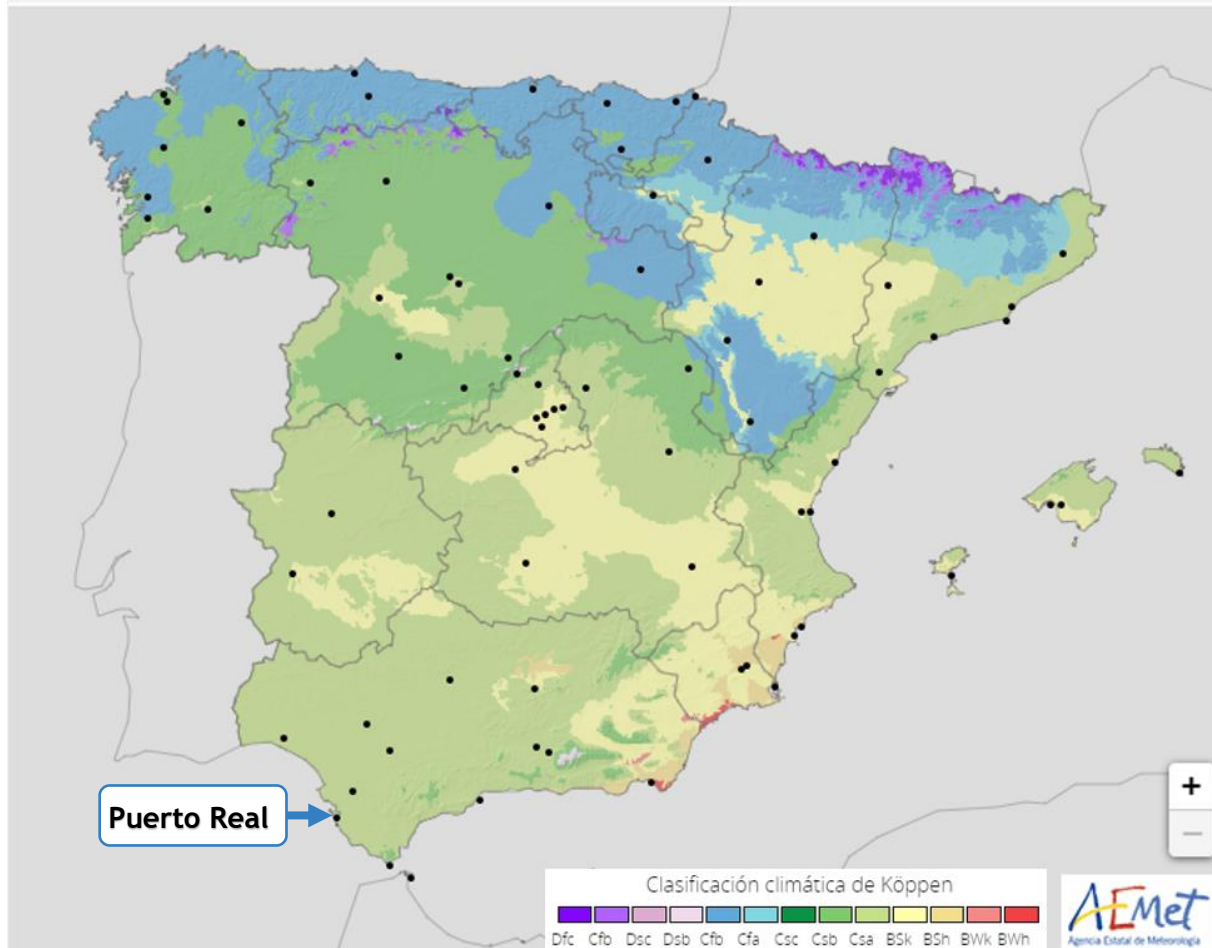 Puerto Real
+
−
Clasificación climática de Köppen
Dfc Cfb Dsc Dsb Cfb Cfa Csc Csb Csa BSk BSh BWk BWh
AEMet
Agencia Estatal de Meteorología